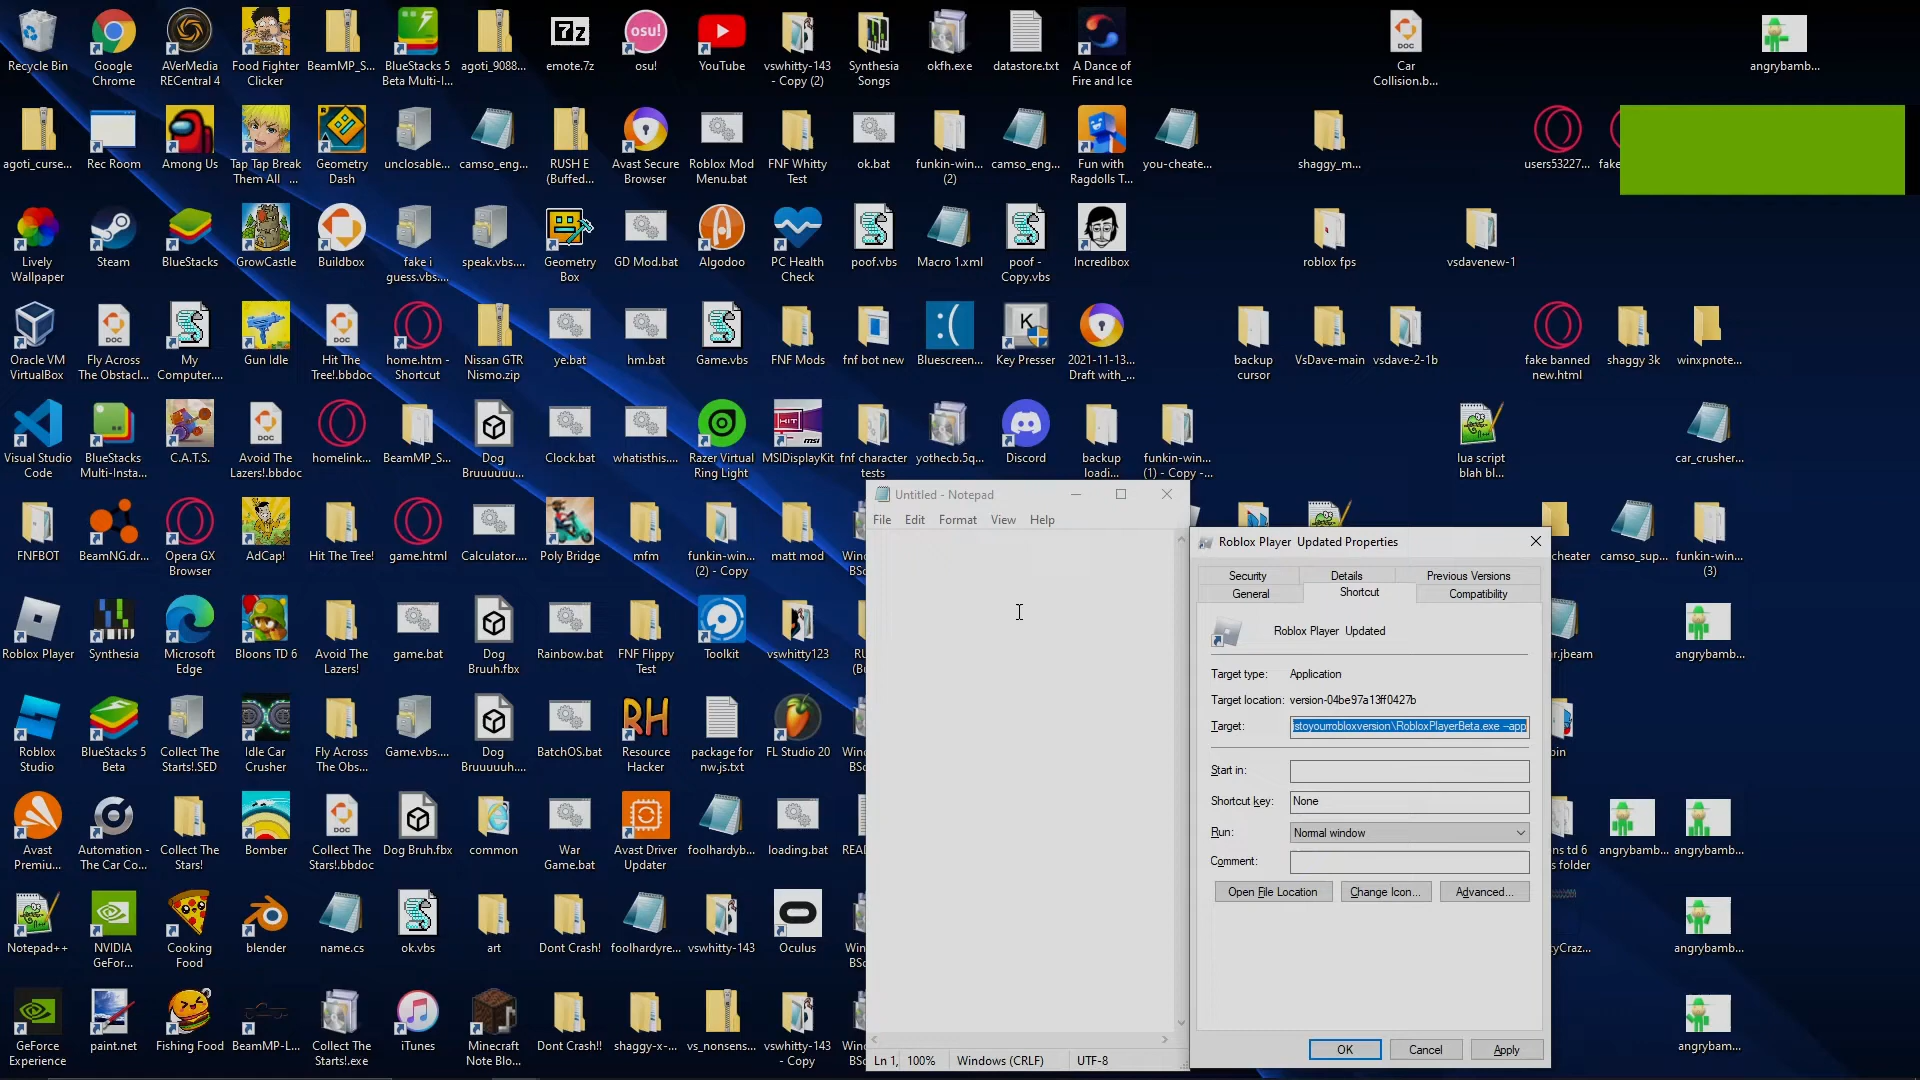 Recycle Bin
Google
Chrome
AVerMedia
RECentral 4
Food Fighter
Clicker
BeamMP_S...
BlueStacks 5
Beta Multi-I...
agoti_9088...
emote.7z
osu!
YouTube
vswhitty-143
- Copy (2)
Synthesia
Songs
okfh.exe
datastore.txt
A Dance of
Fire and Ice
Car
Collision.b...
angrybamb...
agoti_curse...
Rec Room
Among Us
Tap Tap Break
Them All ...
Geometry
Dash
unclosable...
camso_eng...
RUSH E
(Buffed...
Avast Secure
Browser
Roblox Mod
Menu.bat
FNF Whitty
Test
ok.bat
funkin-win...
(2)
camso_eng...
Fun with
Ragdolls T...
you-cheate...
shaggy_m...
users53227...
fake
Lively
Wallpaper
Steam
BlueStacks
GrowCastle
Buildbox
fake i
guess.vbs....
speak.vbs....
Geometry
Box
GD Mod.bat
Algodoo
PC Health
Check
poof.vbs
Macro 1.xml
poof -
Copy.vbs
Incredibox
roblox fps
vsdavenew-1
Oracle VM
VirtualBox
Fly Across
The Obstacl...
My
Computer....
Gun Idle
Hit The
Tree!.bbdoc
home.htm -
Shortcut
Nissan GTR
Nismo.zip
ye.bat
hm.bat
Game.vbs
FNF Mods
fnf bot new
Bluescreen...
Key Presser
2021-11-13...
Draft with_...
backup
cursor
VsDave-main
vsdave-2-1b
fake banned
new.html
shaggy 3k
winxpnote...
Visual Studio
Code
BlueStacks
Multi-Insta...
C.A.T.S.
Avoid The
Lazers!.bbdoc
homelink...
BeamMP_S...
Dog
Bruuuuu...
Clock.bat
whatisthis....
Razer Virtual
Ring Light
MSIDisplayKit
fnf character
tests
yothecb.5q...
Discord
backup
loadi...
funkin-win...
(1) - Copy -...
lua script
blah bl...
car_crusher...
FNFBOT
BeamNG.dr...
Opera GX
Browser
AdCap!
Hit The Tree!
game.html
Calculator....
Poly Bridge
mfm
funkin-win...
(2) - Copy
matt mod
Winc
BSc
cheater
camso_sup...
funkin-win...
(3)
Untitled - Notepad
File Edit Format View Help
Roblox Player Updated Properties
Security Details Previous Versions
General Shortcut Compatibility
Roblox Player Updated
Target type: Application
Target location: version-04be97a13ff0427b
Target: stoyourrobloxversion\RobloxPlayerBeta.exe --app
Start in:
Shortcut key: None
Run: Normal window
Comment:
Open File Location Change Icon... Advanced...
OK Cancel Apply
Ln 1, 100% Windows (CRLF) UTF-8
Roblox Player
Synthesia
Microsoft
Edge
Bloons TD 6
Avoid The
Lazers!
game.bat
Dog
Bruuh.fbx
Rainbow.bat
FNF Flippy
Test
Toolkit
vswhitty123
RU
(Bu
r.jbeam
angrybamb...
Roblox
Studio
BlueStacks 5
Beta
Collect The
Starts!.SED
Idle Car
Crusher
Fly Across
The Obs...
Game.vbs....
Dog
Bruuuuuh....
BatchOS.bat
Resource
Hacker
package for
nw.js.txt
FL Studio 20
Avast
Premiu...
Automation -
The Car Co...
Collect The
Stars!
Bomber
Collect The
Stars!.bbdoc
Dog Bruh.fbx
common
War
Game.bat
Avast Driver
Updater
foolhardyb...
loading.bat
REAL
ns td 6
s folder
angrybamb...
angrybamb...
Notepad++
NVIDIA
GeFor...
Cooking
Food
blender
name.cs
ok.vbs
art
Dont Crash!
foolhardyre...
vswhitty-143
Oculus
yCraz...
angrybamb...
GeForce
Experience
paint.net
Fishing Food
BeamMP-L...
Collect The
Starts!.exe
iTunes
Minecraft
Note Blo...
Dont Crash!!
shaggy-x-...
vs_nonsens...
vswhitty-143
- Copy
angrybam...